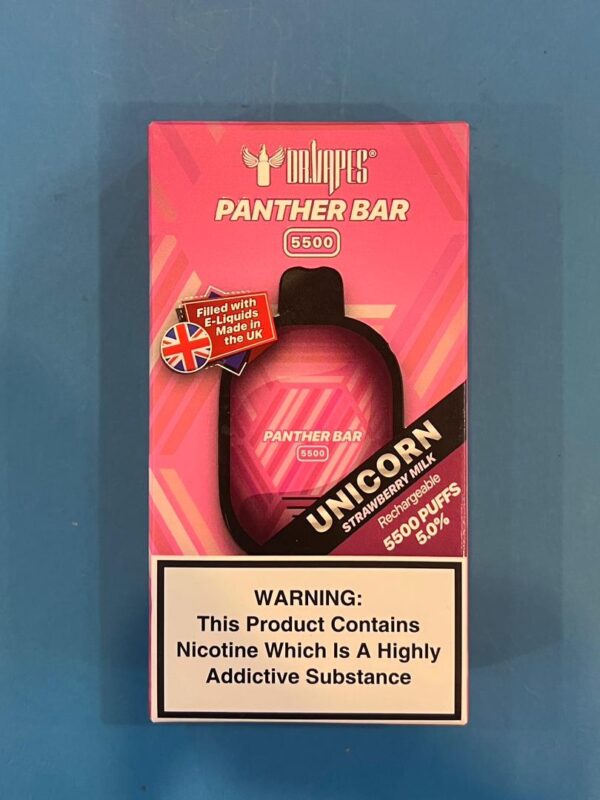 DR.VAPES®
PANTHER BAR
5500
Filled with
E-Liquids
Made in
the UK
PANTHER BAR
5500
UNICORN
STRAWBERRY MILK
Rechargeable
5500 PUFFS
5.0%
WARNING:
This Product Contains
Nicotine Which Is A Highly
Addictive Substance